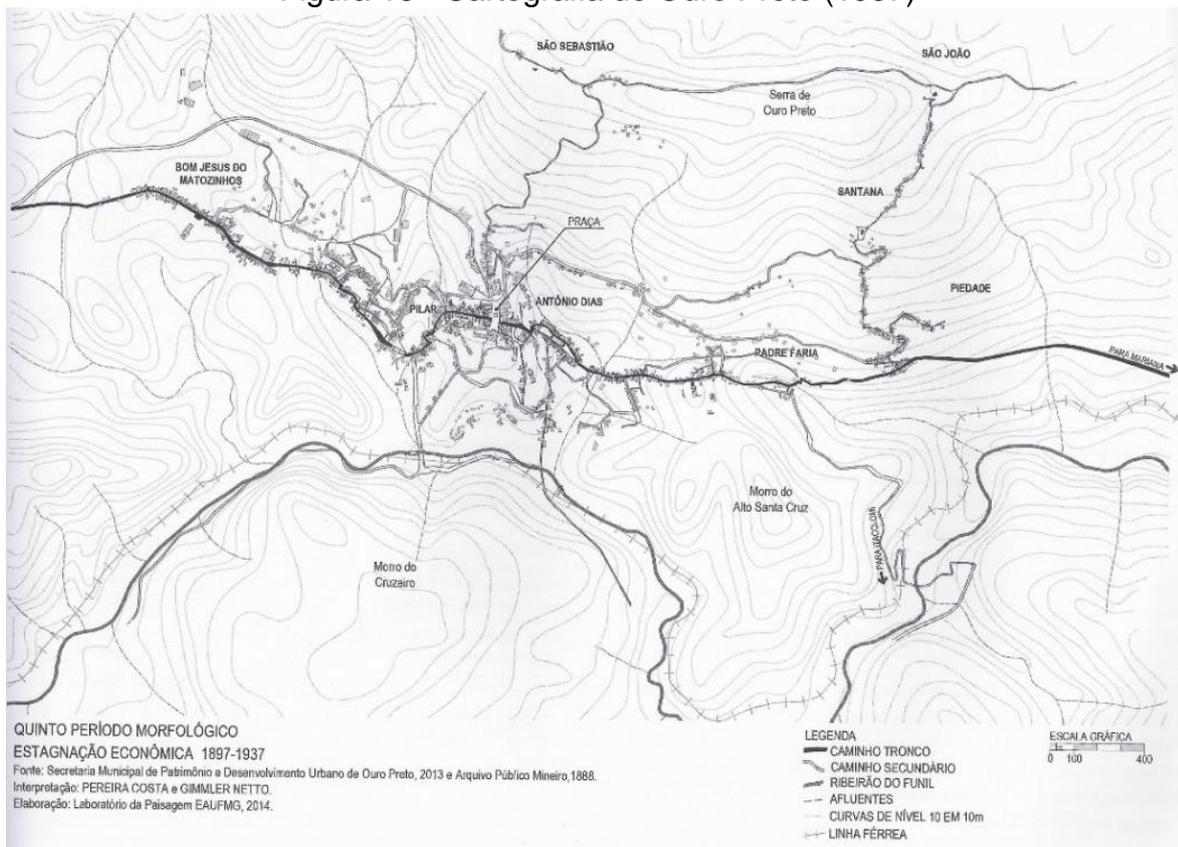 SÃO SEBASTIÃO
SÃO JOÃO
Serra de
Ouro Preto
BOM JESUS DO
MATOZINHOS
SANTANA
PRAÇA
PIEDADE
PILAR
ANTÔNIO DIAS
PADRE FARIA
PARA MARIANA
Morro do
Alto Santa Cruz
PARA ITACOLOMI
Morro do
Cruzeiro
QUINTO PERÍODO MORFOLÓGICO
ESTAGNAÇÃO ECONÔMICA 1897-1937
Fonte: Secretaria Municipal de Patrimônio e Desenvolvimento Urbano de Ouro Preto, 2013 e Arquivo Público Mineiro,1888.
Interpretação: PEREIRA COSTA e GIMMLER NETTO.
Elaboração: Laboratório da Paisagem EAUFMG, 2014.
LEGENDA
CAMINHO TRONCO
CAMINHO SECUNDÁRIO
RIBEIRÃO DO FUNIL
AFLUENTES
CURVAS DE NÍVEL 10 EM 10m
LINHA FÉRREA
ESCALA GRÁFICA
0 100 400